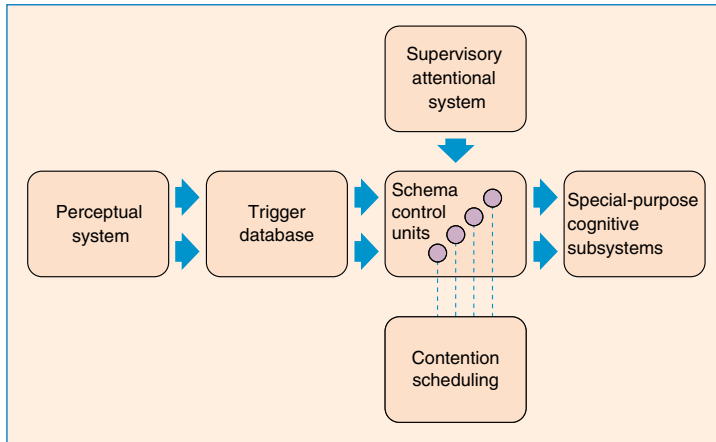 Supervisory
attentional
system
Perceptual
system
Trigger
database
Schema
control
units
Special-purpose
cognitive
subsystems
Contention
scheduling